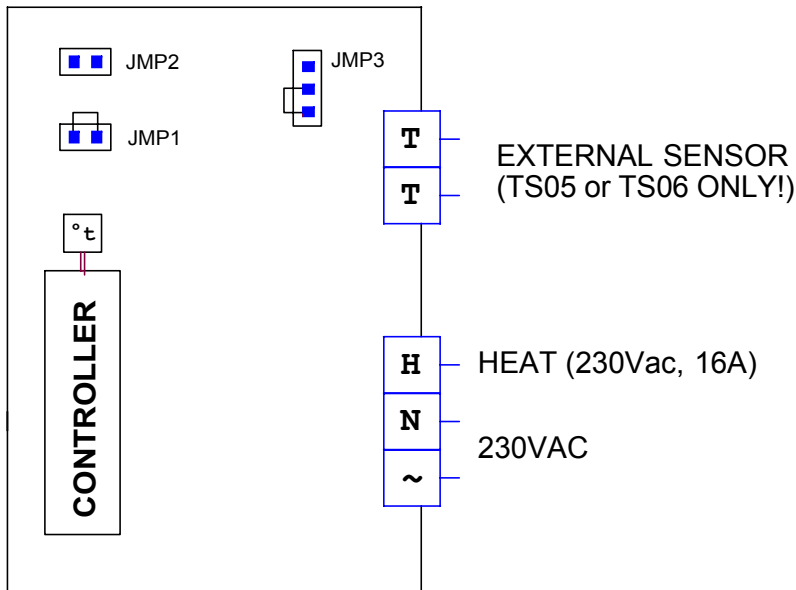 JMP2
JMP3
JMP1
T
EXTERNAL SENSOR
T
(TS05 or TS06 ONLY!)
°t
CONTROLLER
H
HEAT (230Vac, 16A)
N
230VAC
~